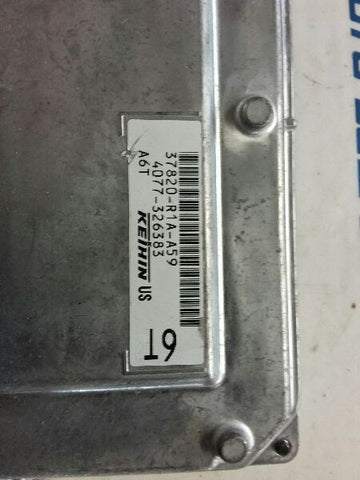 37820-R1A-A59
4077-326383
A6T
KEIHIN US
6T